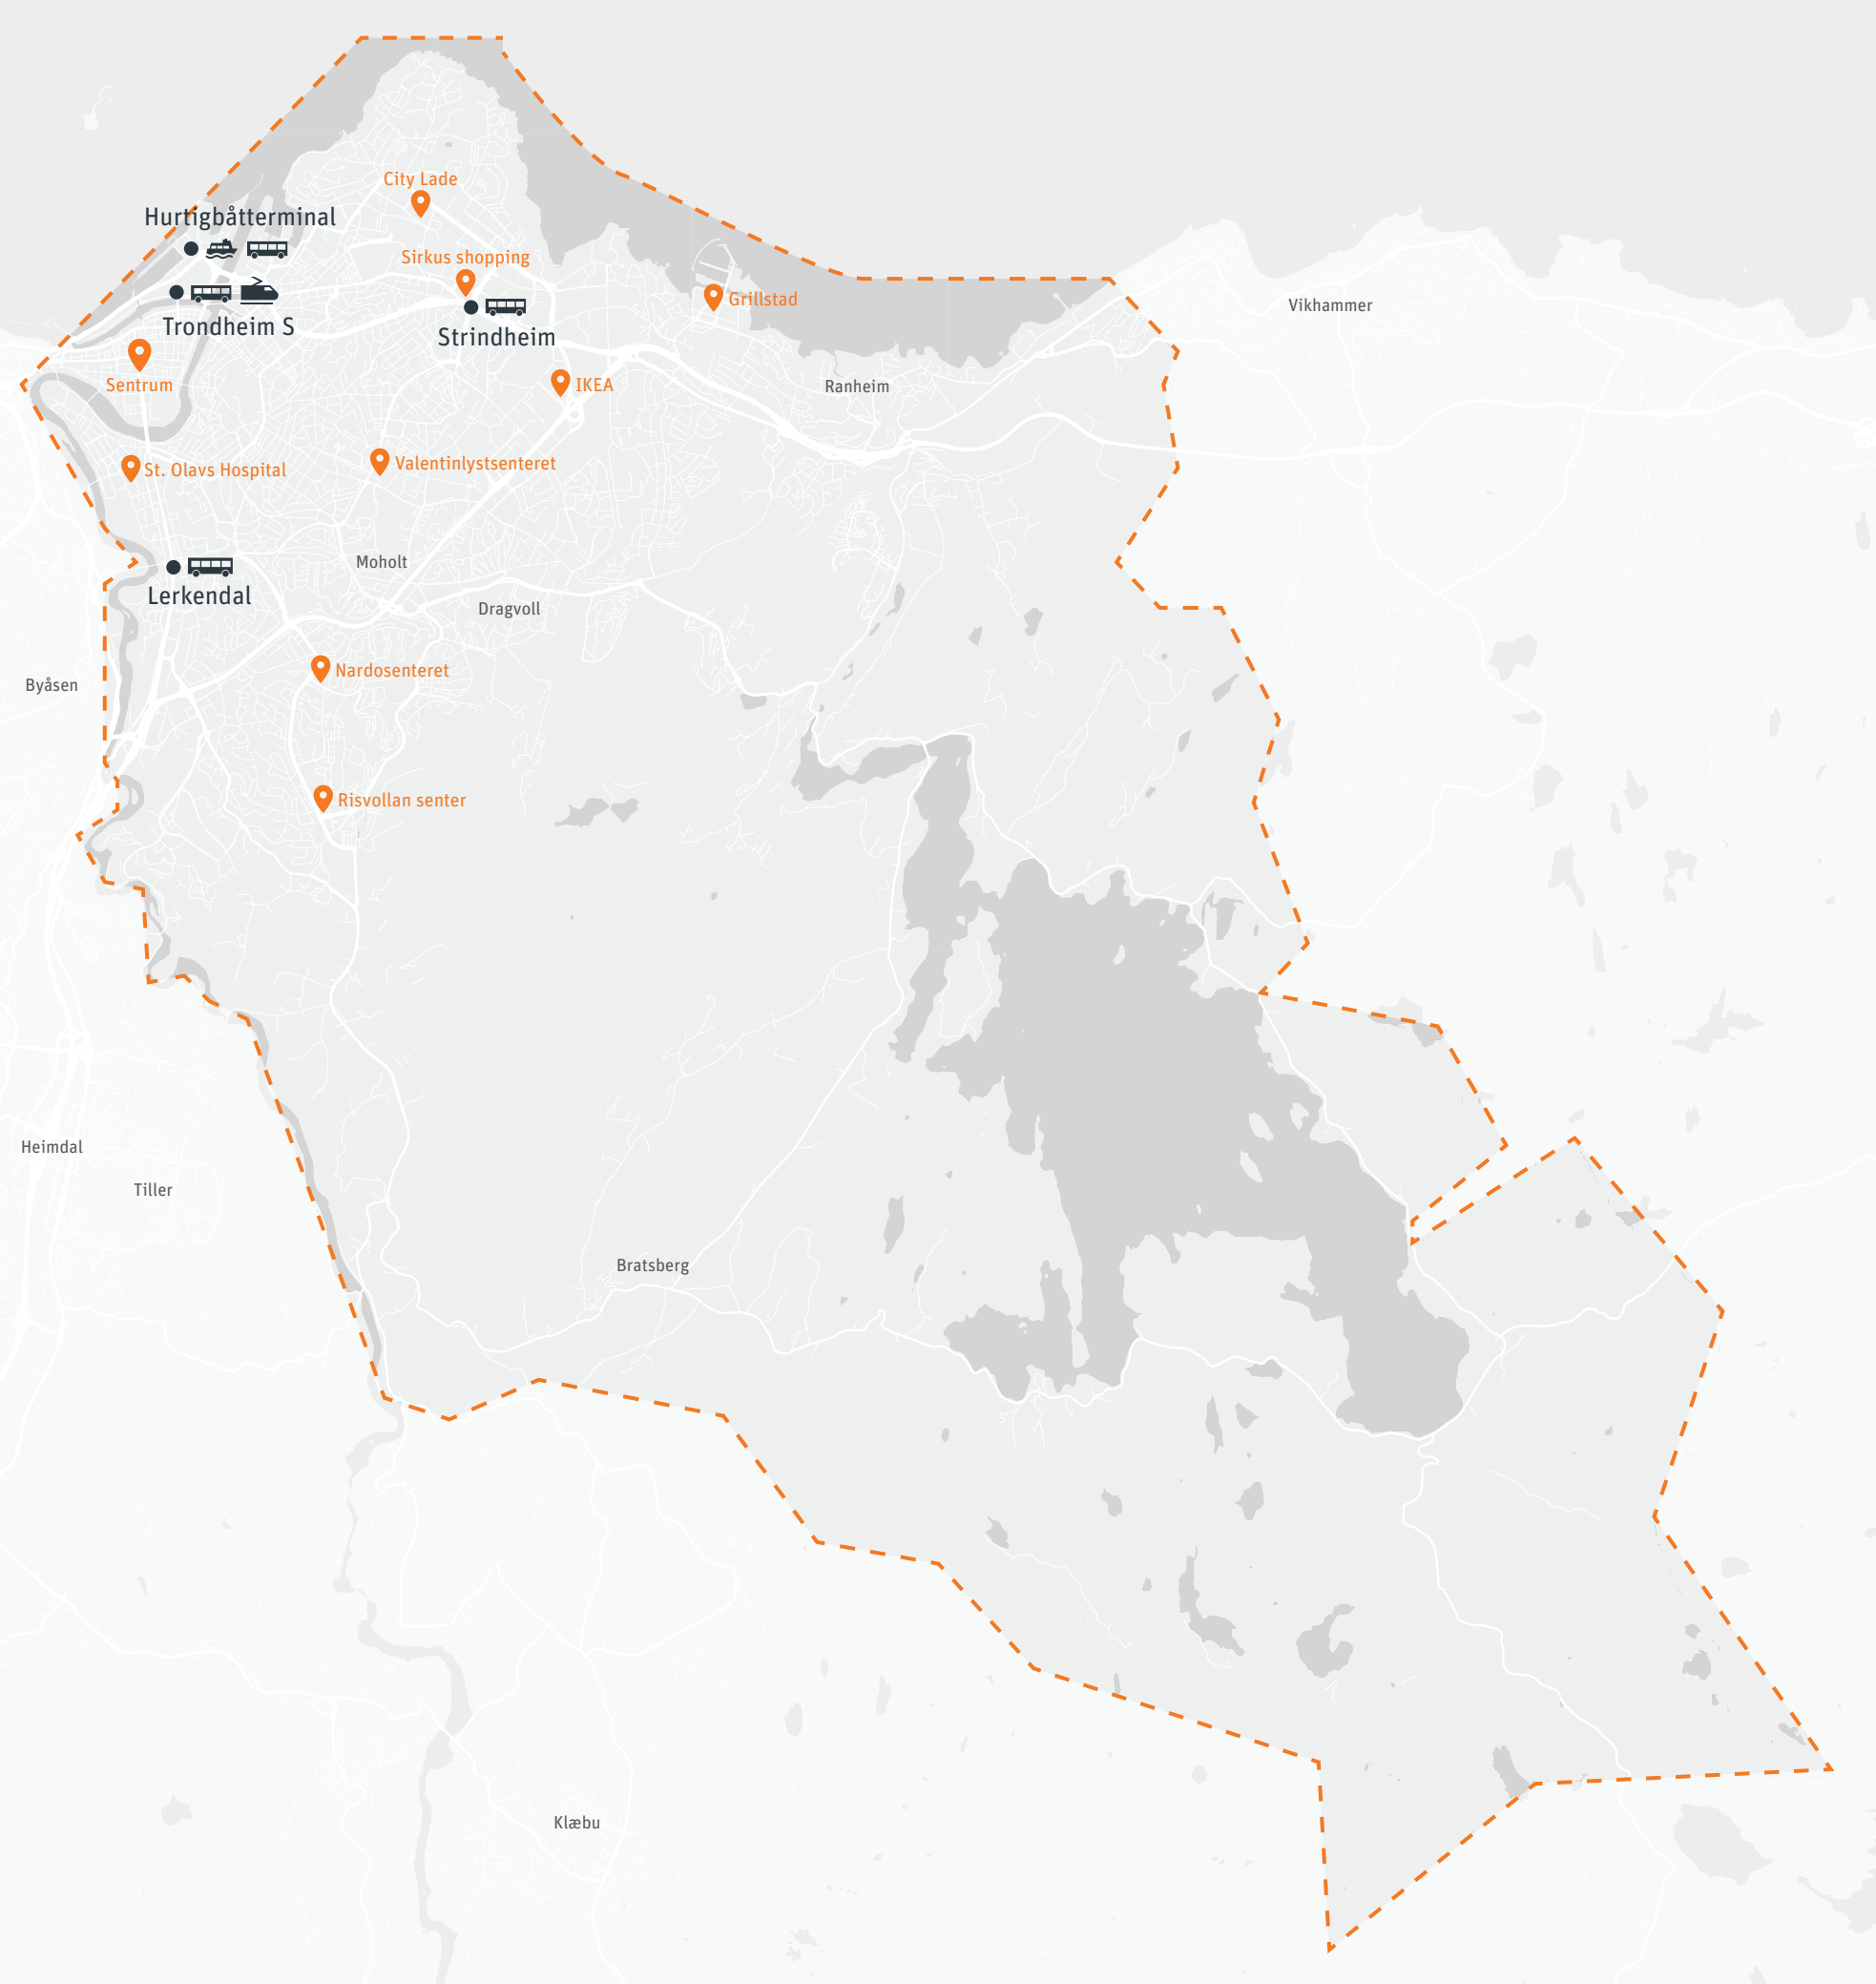 City Lade
Hurtigbåtterminal
Sirkus shopping
Grillstad
Vikhammer
Trondheim S
Strindheim
Sentrum
IKEA
Ranheim
St. Olavs Hospital
Valentinlystsenteret
Moholt
Lerkendal
Dragvoll
Nardosenteret
Byåsen
Risvollan senter
Heimdal
Tiller
Bratsberg
Klæbu